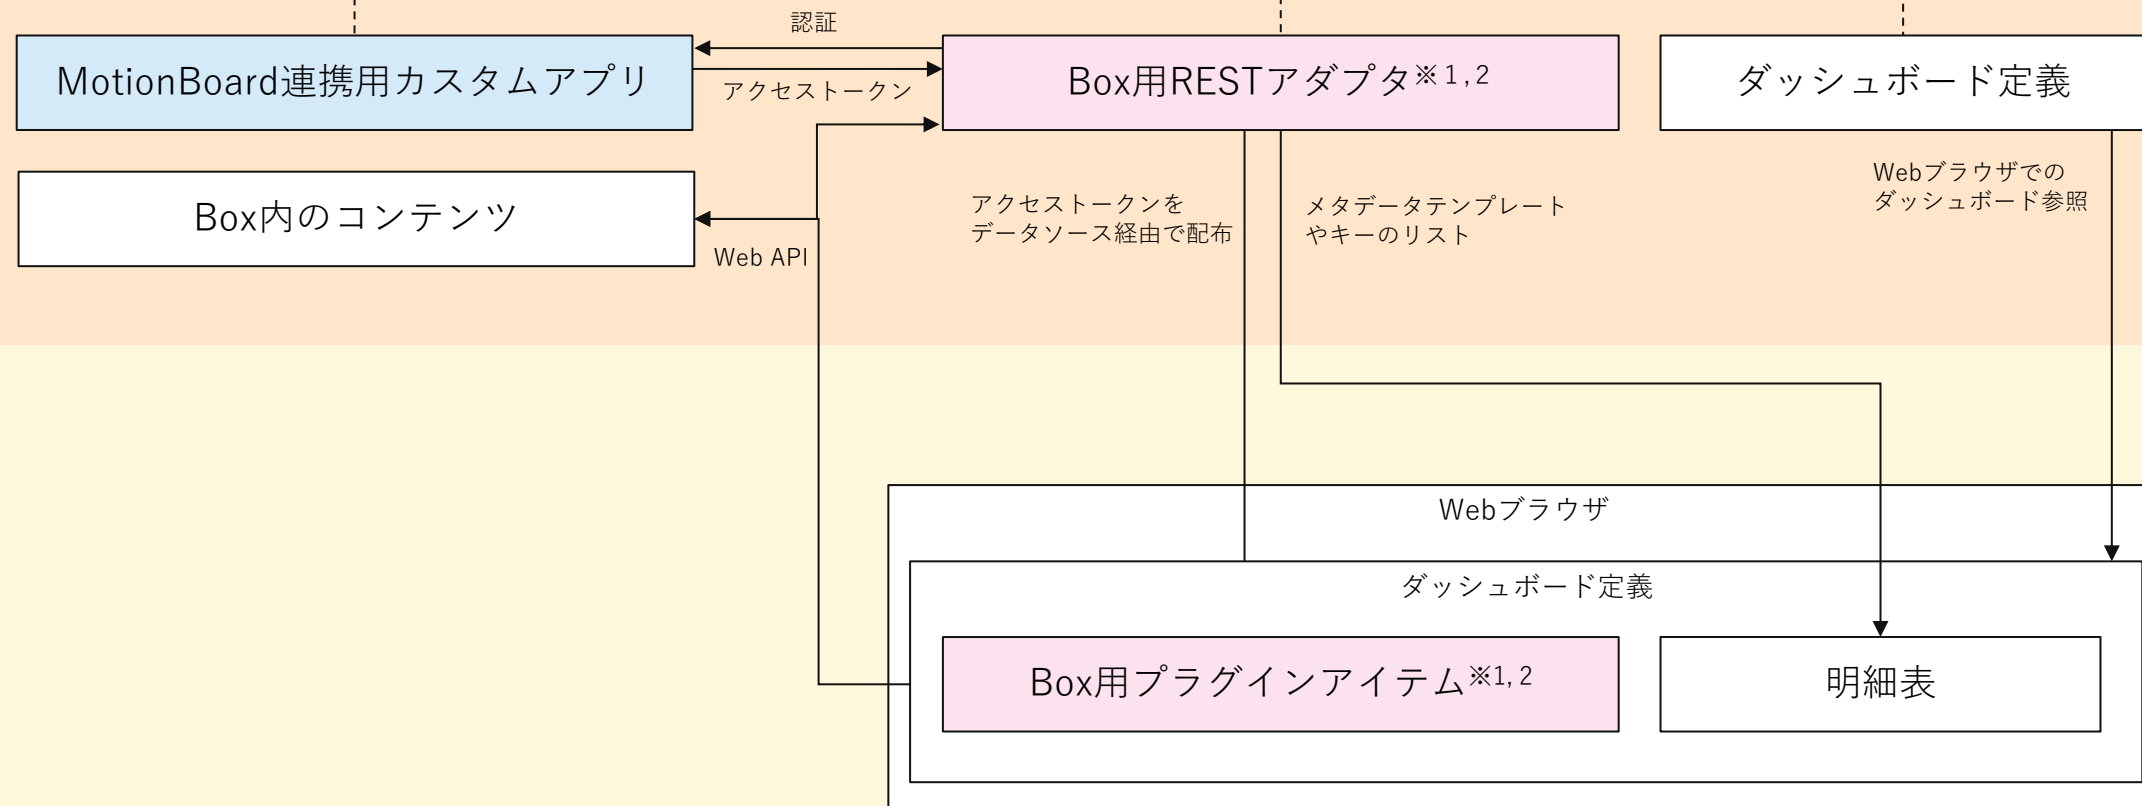 認証
MotionBoard連携用カスタムアプリ
アクセストークン
Box用RESTアダプタ※1,2
ダッシュボード定義
Box内のコンテンツ
Web API
アクセストークンを
データソース経由で配布
メタデータテンプレート
やキーのリスト
Webブラウザでの
ダッシュボード参照
Webブラウザ
ダッシュボード定義
Box用プラグインアイテム※1,2
明細表